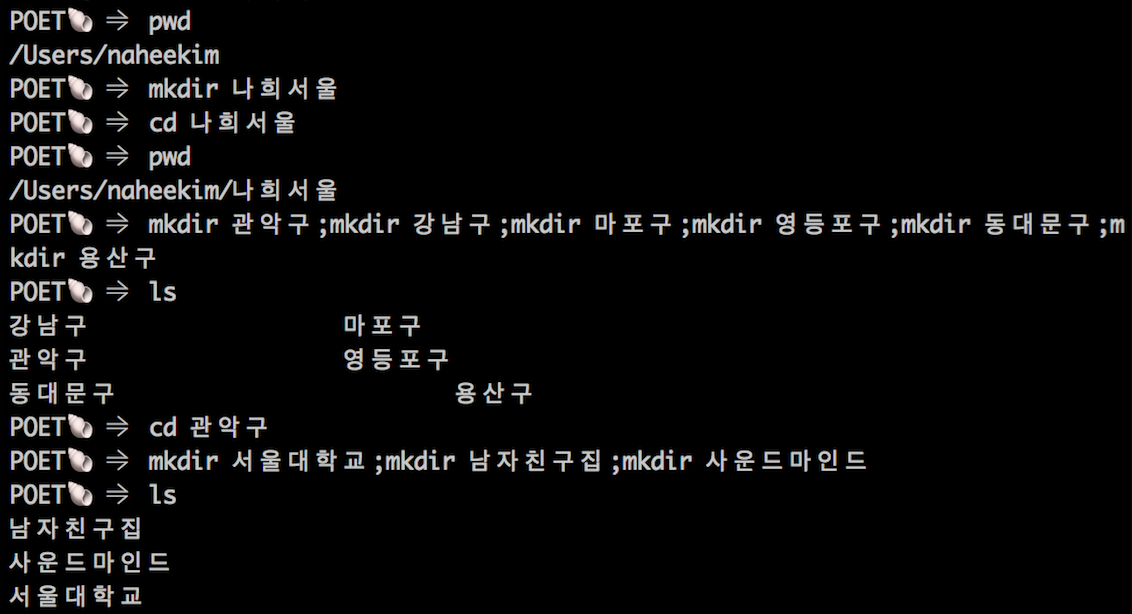 POET🐚 ⇒ pwd
/Users/naheekim
POET🐚 ⇒ mkdir 나희서울
POET🐚 ⇒ cd 나희서울
POET🐚 ⇒ pwd
/Users/naheekim/나희서울
POET🐚 ⇒ mkdir 관악구;mkdir 강남구;mkdir 마포구;mkdir 영등포구;mkdir 동대문구;m
kdir 용산구
POET🐚 ⇒ ls
강남구 마포구
관악구 영등포구
동대문구 용산구
POET🐚 ⇒ cd 관악구
POET🐚 ⇒ mkdir 서울대학교;mkdir 남자친구집;mkdir 사운드마인드
POET🐚 ⇒ ls
남자친구집
사운드마인드
서울대학교